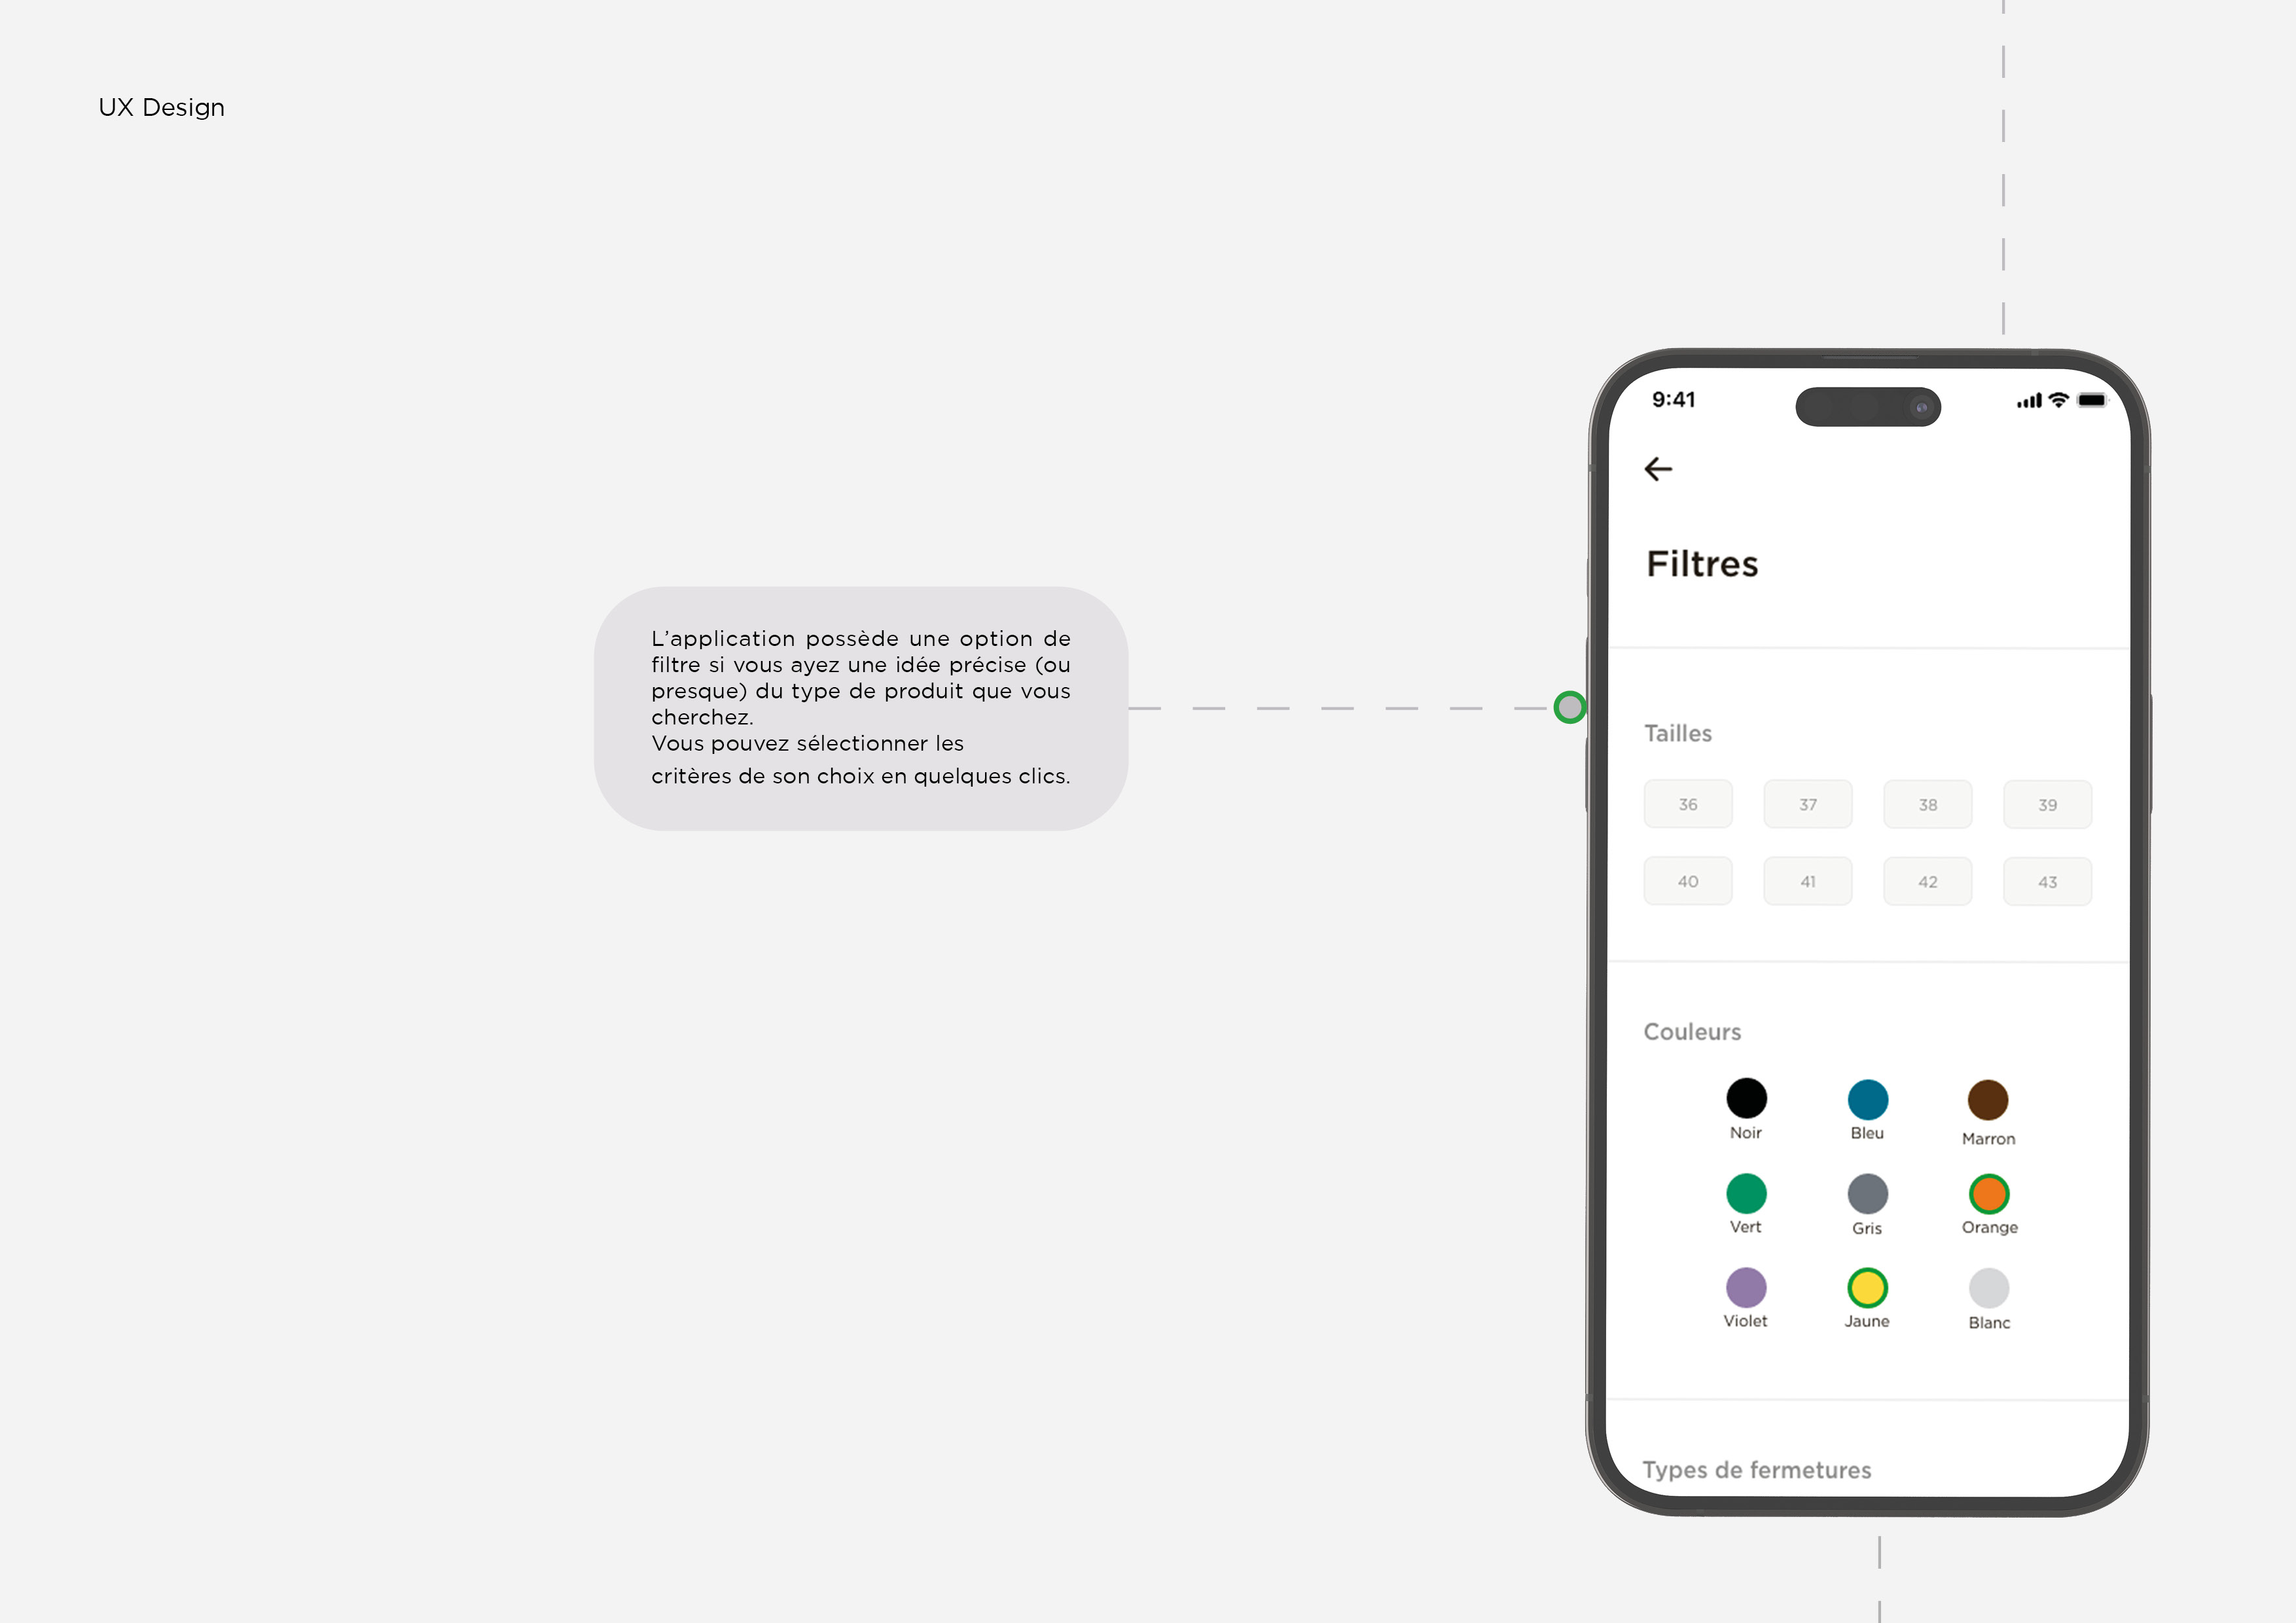 UX Design
L’application possède une option de
filtre si vous ayez une idée précise (ou
presque) du type de produit que vous
cherchez.
Vous pouvez sélectionner les
critères de son choix en quelques clics.
9:41
Filtres
Tailles
36 37 38 39
40 41 42 43
Couleurs
Noir Bleu Marron
Vert Gris Orange
Violet Jaune Blanc
Types de fermetures